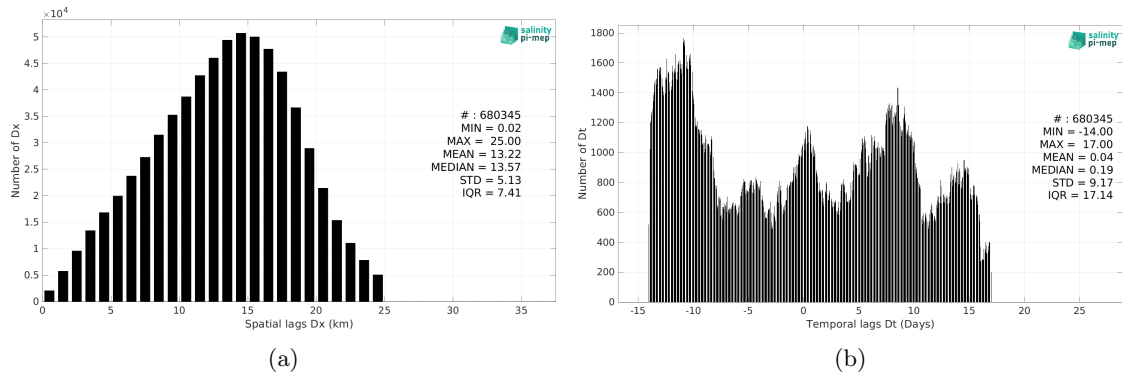 ×10⁴
5
4.5
4
3.5
3
2.5
2
1.5
1
0.5
0
Number of Dx
0 5 10 15 20 25 30 35
Spatial lags Dx (km)
salinity
pi-mep
# : 680345
MIN = 0.02
MAX = 25.00
MEAN = 13.22
MEDIAN = 13.57
STD = 5.13
IQR = 7.41
(a)
1800
1600
1400
1200
1000
800
600
400
200
0
Number of Dt
-15 -10 -5 0 5 10 15 20 25
Temporal lags Dt (Days)
salinity
pi-mep
# : 680345
MIN = -14.00
MAX = 17.00
MEAN = 0.04
MEDIAN = 0.19
STD = 9.17
IQR = 17.14
(b)